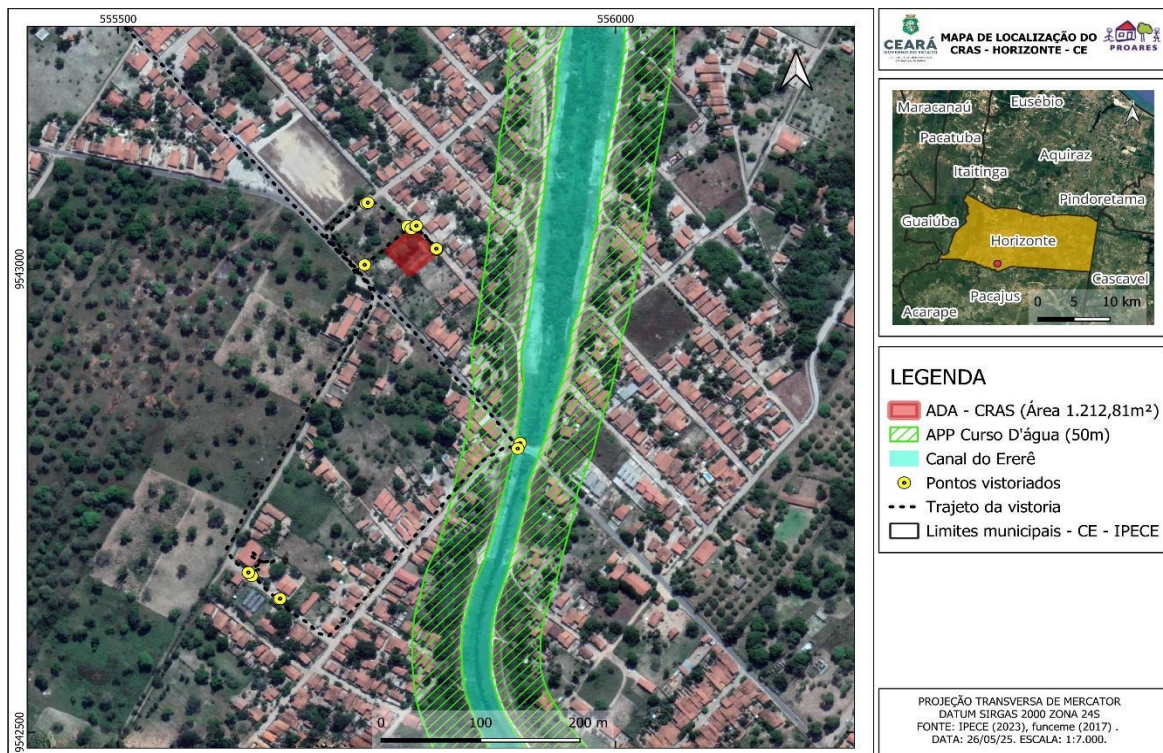 555500
556000
9543000
9542500
0
100
200 m
CEARÁ
GOVERNO DO ESTADO
MAPA DE LOCALIZAÇÃO DO
CRAS - HORIZONTE - CE
PROARES
Maracanaú
Eusébio
Pacatuba
Aquiraz
Itaitinga
Pindoretama
Guaiúba
Horizonte
Cascavel
Pacajus
Acarape
0
5
10 km
LEGENDA
ADA - CRAS (Área 1.212,81m²)
APP Curso D'água (50m)
Canal do Ererê
Pontos vistoriados
Trajeto da vistoria
Limites municipais - CE - IPECE
PROJEÇÃO TRANSVERSA DE MERCATOR
DATUM SIRGAS 2000 ZONA 24S
FONTE: IPECE (2023), funceme (2017) .
DATA: 26/05/25. ESCALA: 1:7.000.